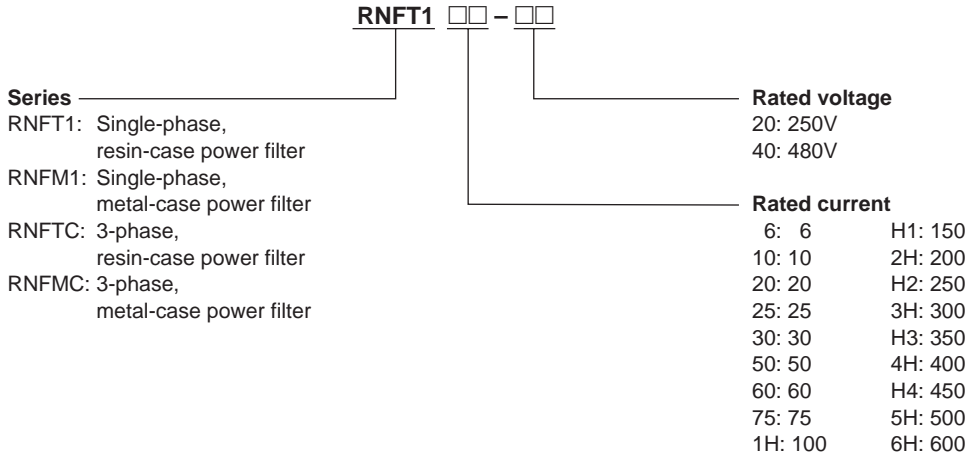 RNFT1 □□ – □□
Series
RNFT1: Single-phase,
resin-case power filter
RNFM1: Single-phase,
metal-case power filter
RNFTC: 3-phase,
resin-case power filter
RNFMC: 3-phase,
metal-case power filter
Rated voltage
20: 250V
40: 480V
Rated current
6: 6 H1: 150
10: 10 2H: 200
20: 20 H2: 250
25: 25 3H: 300
30: 30 H3: 350
50: 50 4H: 400
60: 60 H4: 450
75: 75 5H: 500
1H: 100 6H: 600